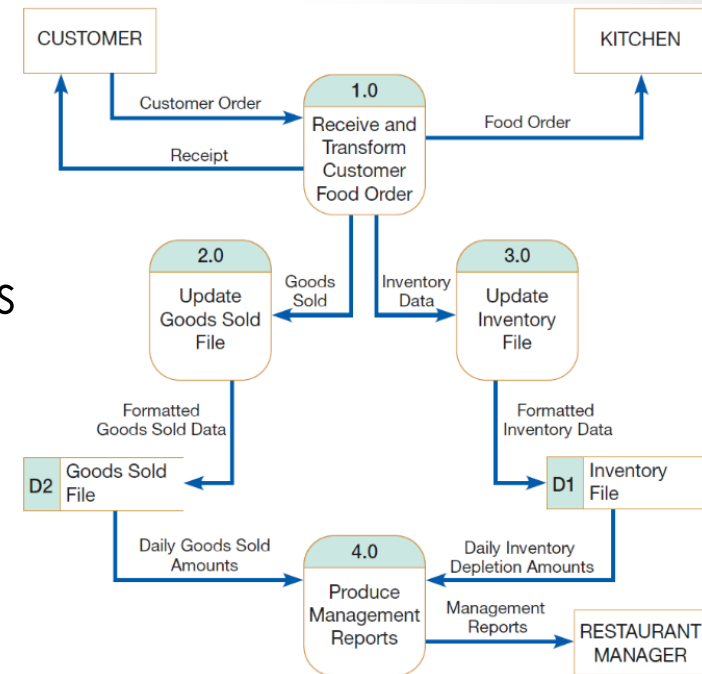 CUSTOMER
KITCHEN
1.0
Customer Order
Receive and
Transform
Customer
Food Order
Food Order
Receipt
2.0
3.0
Goods
Sold
Inventory
Data
s
Update
Goods Sold
File
Update
Inventory
File
Formatted
Goods Sold Data
Formatted
Inventory Data
D2
Goods Sold
File
D1
Inventory
File
Daily Goods Sold
Amounts
4.0
Daily Inventory
Depletion Amounts
Produce
Management
Reports
Management
Reports
RESTAURANT
MANAGER